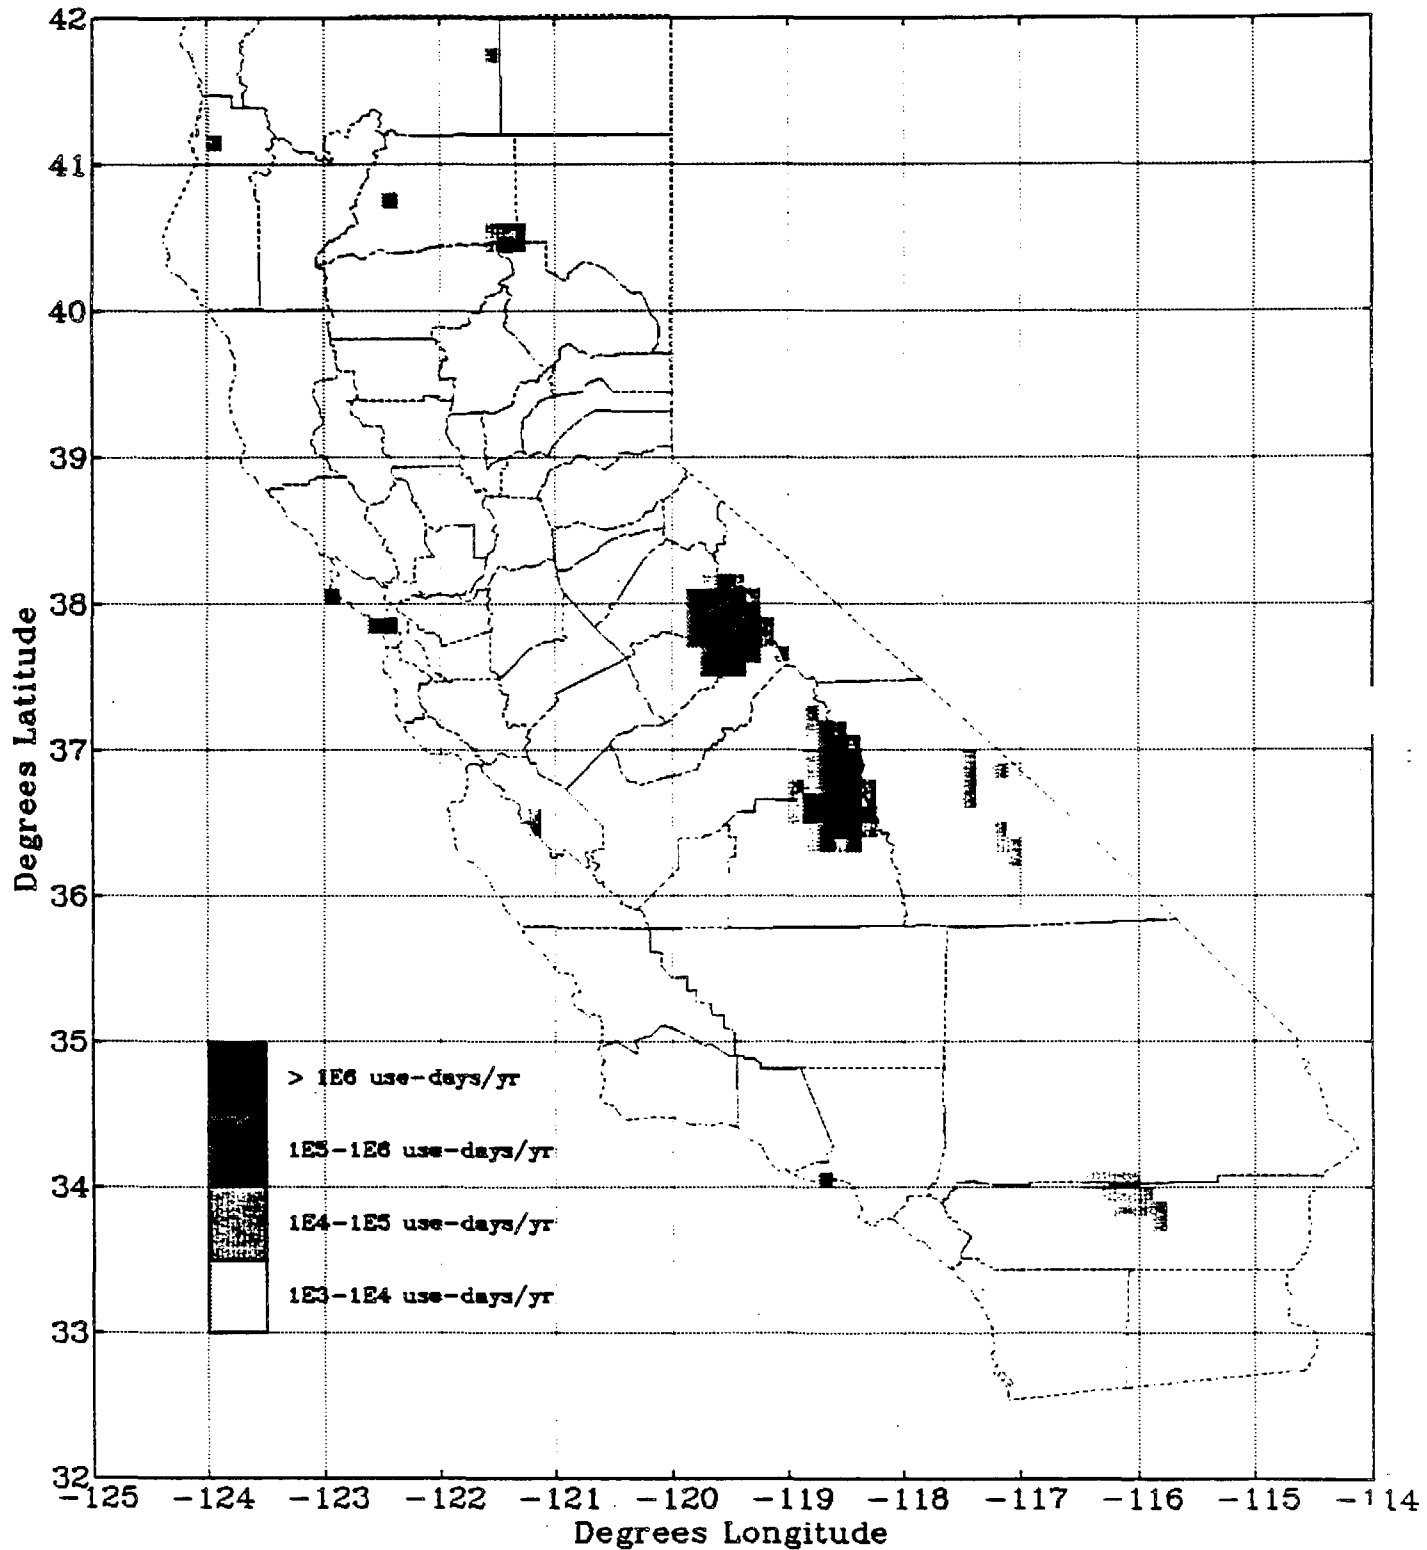 42
41
40
39
38
37
36
35
34
33
32
Degrees Latitude
> 1E6 use-days/yr
1E5-1E6 use-days/yr
1E4-1E5 use-days/yr
1E3-1E4 use-days/yr
-125 -124 -123 -122 -121 -120 -119 -118 -117 -116 -115 -114
Degrees Longitude